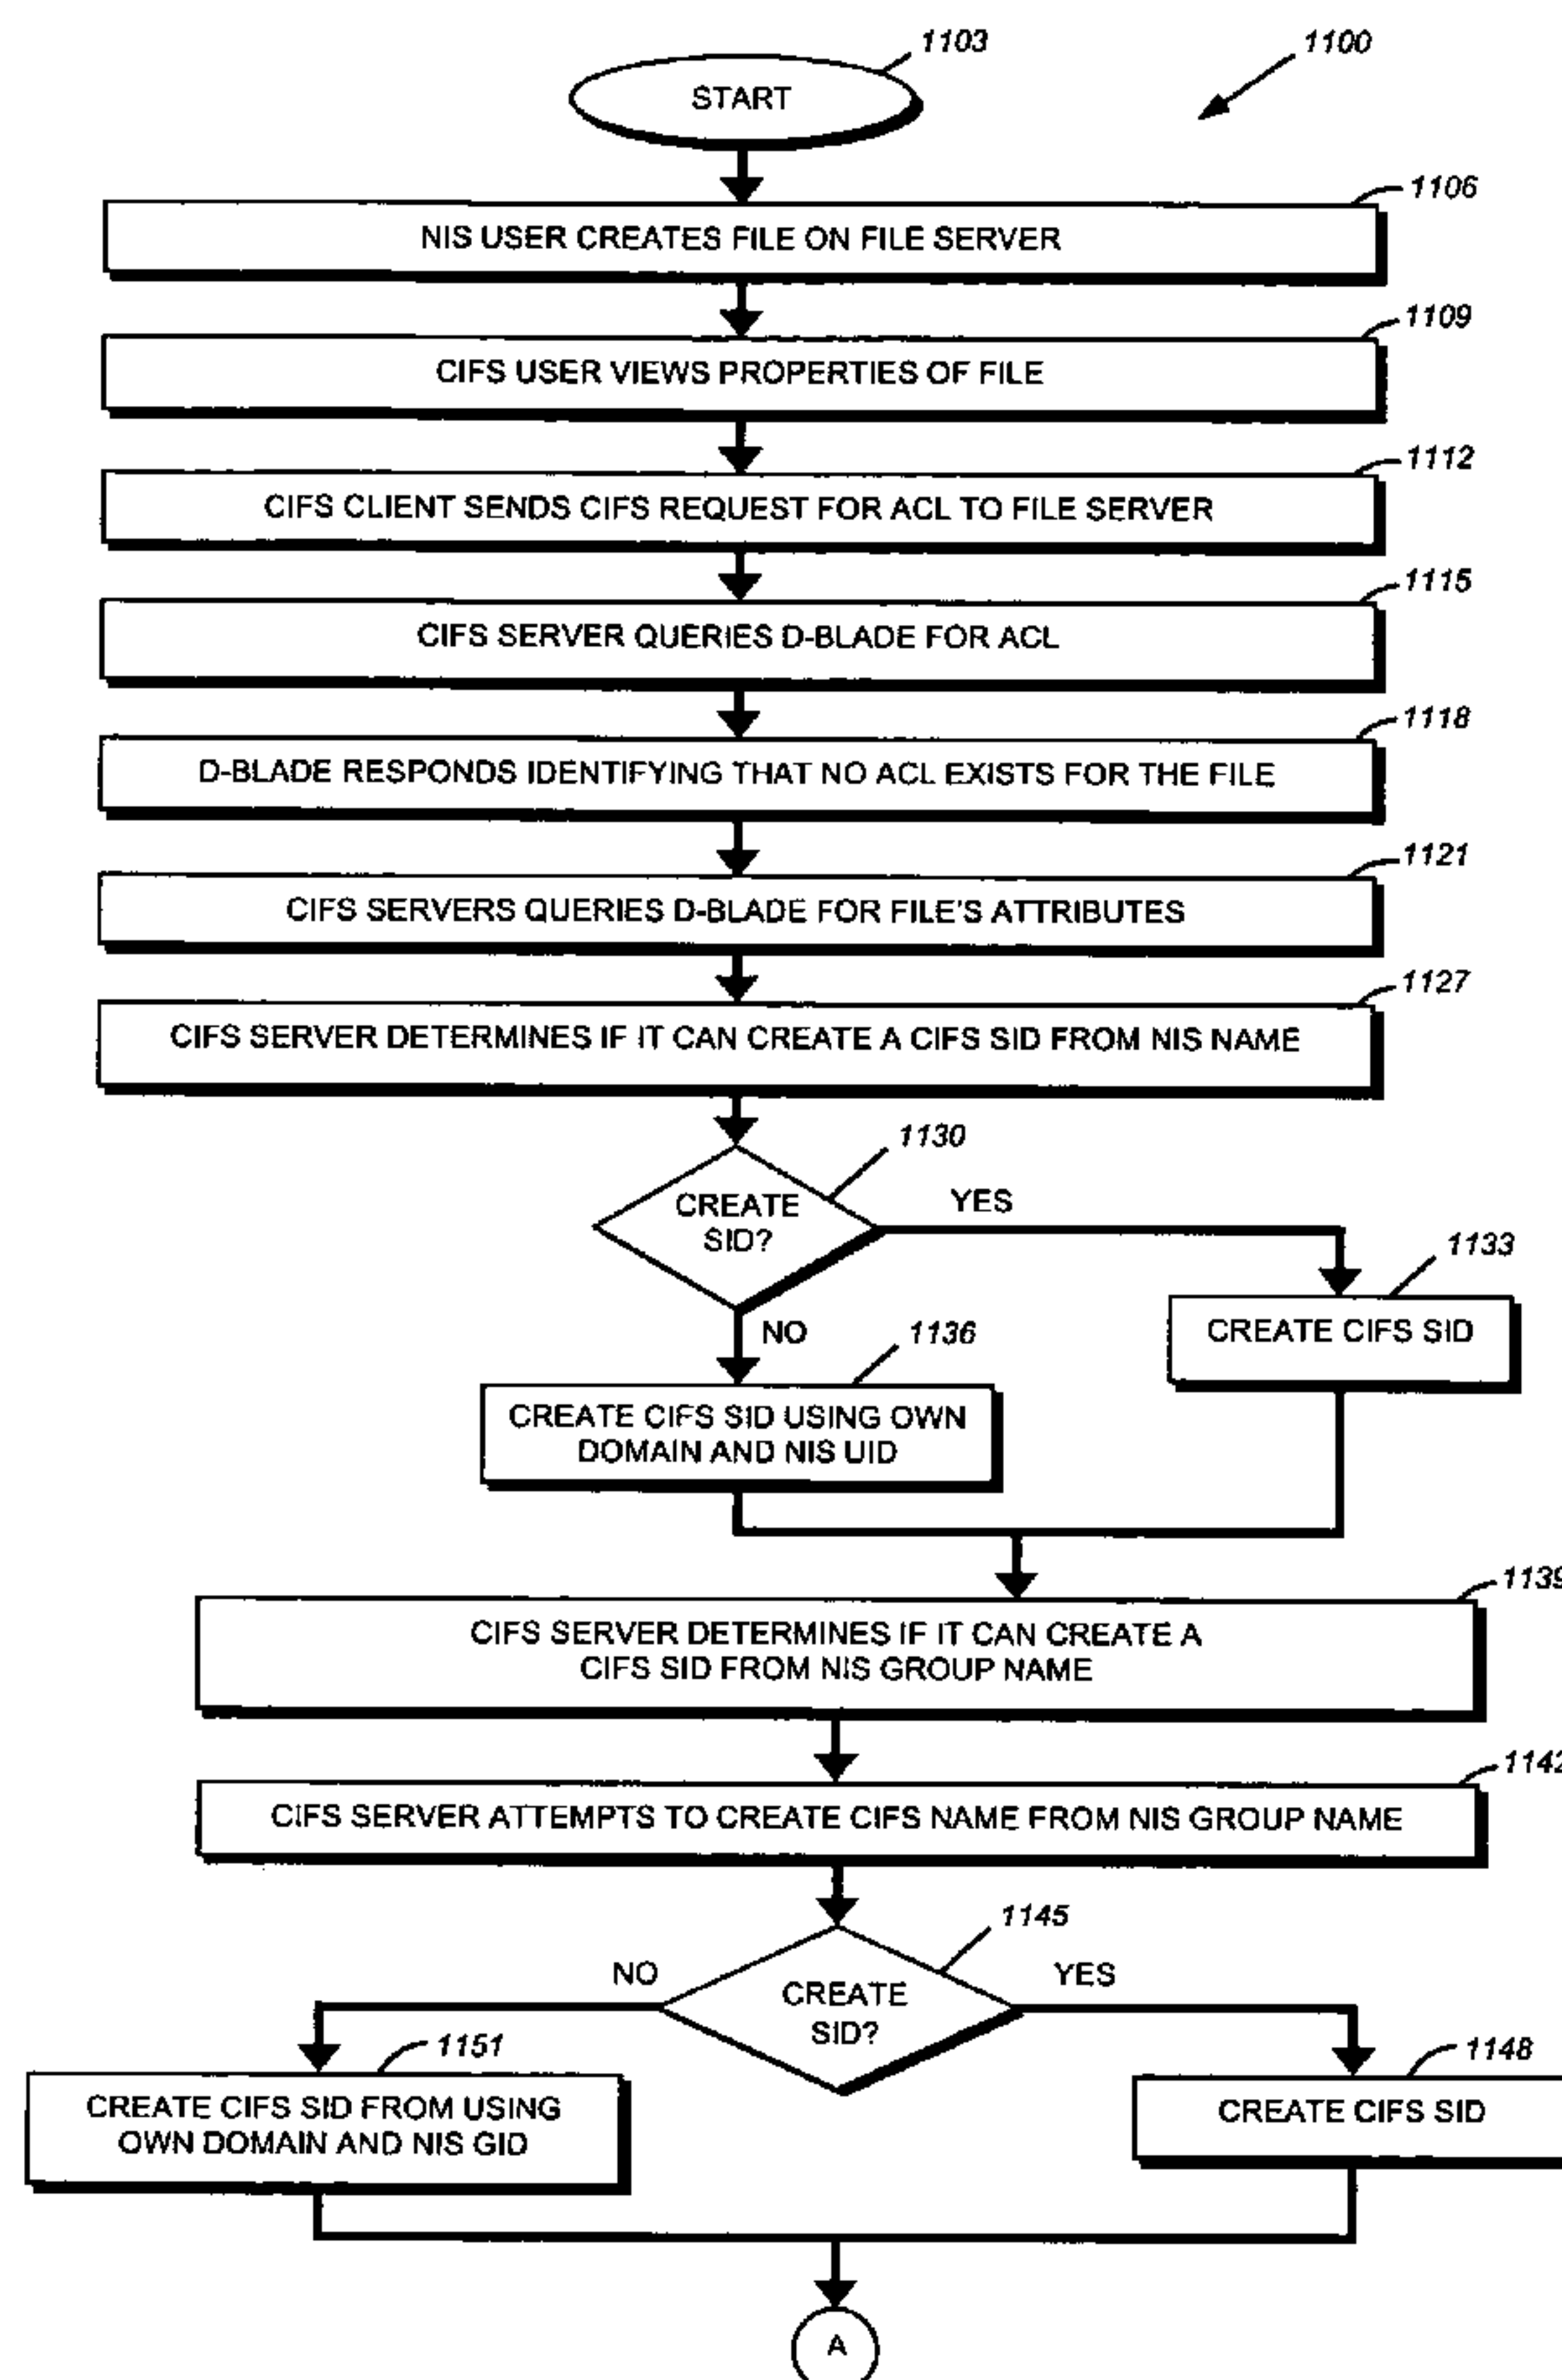 1103
1100
START
1106
NIS USER CREATES FILE ON FILE SERVER
1109
CIFS USER VIEWS PROPERTIES OF FILE
1112
CIFS CLIENT SENDS CIFS REQUEST FOR ACL TO FILE SERVER
1115
CIFS SERVER QUERIES D-BLADE FOR ACL
1118
D-BLADE RESPONDS IDENTIFYING THAT NO ACL EXISTS FOR THE FILE
1121
CIFS SERVERS QUERIES D-BLADE FOR FILE'S ATTRIBUTES
1127
CIFS SERVER DETERMINES IF IT CAN CREATE A CIFS SID FROM NIS NAME
1130
CREATE
SID?
YES
1133
CREATE CIFS SID
NO
1136
CREATE CIFS SID USING OWN
DOMAIN AND NIS UID
1139
CIFS SERVER DETERMINES IF IT CAN CREATE A
CIFS SID FROM NIS GROUP NAME
1142
CIFS SERVER ATTEMPTS TO CREATE CIFS NAME FROM NIS GROUP NAME
1145
NO
CREATE
SID?
YES
1151
CREATE CIFS SID FROM USING
OWN DOMAIN AND NIS GID
1148
CREATE CIFS SID
A